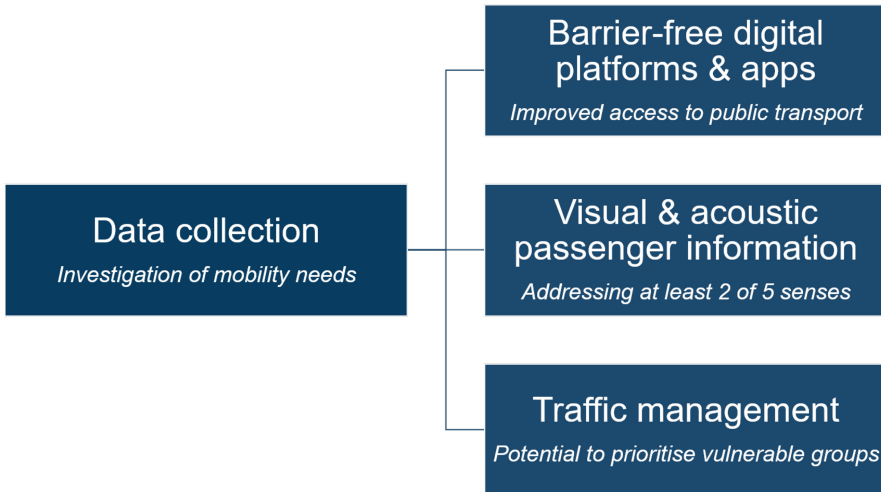 Data collection
Investigation of mobility needs
Barrier-free digital
platforms & apps
Improved access to public transport
Visual & acoustic
passenger information
Addressing at least 2 of 5 senses
Traffic management
Potential to prioritise vulnerable groups